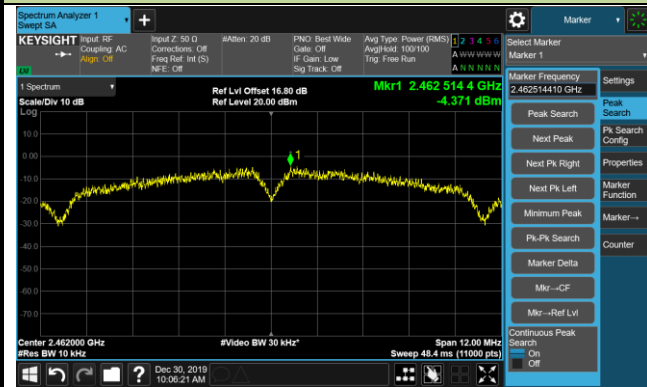 Spectrum Analyzer 1
Swept SA
+
Marker
KEYSIGHT
Input: RF
Coupling: AC
Align: Off
Input Z: 50 Ω
Corrections: Off
Freq Ref: Int (S)
NFE: Off
#Atten: 20 dB
PNO: Best Wide
Gate: Off
IF Gain: Low
Sig Track: Off
Avg Type: Power (RMS)
Avg|Hold: 100/100
Trig: Free Run
1 2 3 4 5 6
A W W W W W
A N N N N N
LXI
Select Marker
Marker 1
1 Spectrum
Scale/Div 10 dB
Log
Ref Lvl Offset 16.80 dB
Ref Level 20.00 dBm
Mkr1 2.462 514 4 GHz
-4.371 dBm
10.0
0.00
-10.0
-20.0
-30.0
-40.0
-50.0
-60.0
-70.0
1
Center 2.462000 GHz
#Res BW 10 kHz
#Video BW 30 kHz*
Span 12.00 MHz
Sweep 48.4 ms (11000 pts)
Marker Frequency
2.462514410 GHz
Peak Search
Next Peak
Next Pk Right
Next Pk Left
Minimum Peak
Pk-Pk Search
Marker Delta
Mkr→CF
Mkr→Ref Lvl
Continuous Peak
Search
On
Off
Settings
Peak
Search
Pk Search
Config
Properties
Marker
Function
Marker→
Counter
?
Dec 30, 2019
10:06:21 AM